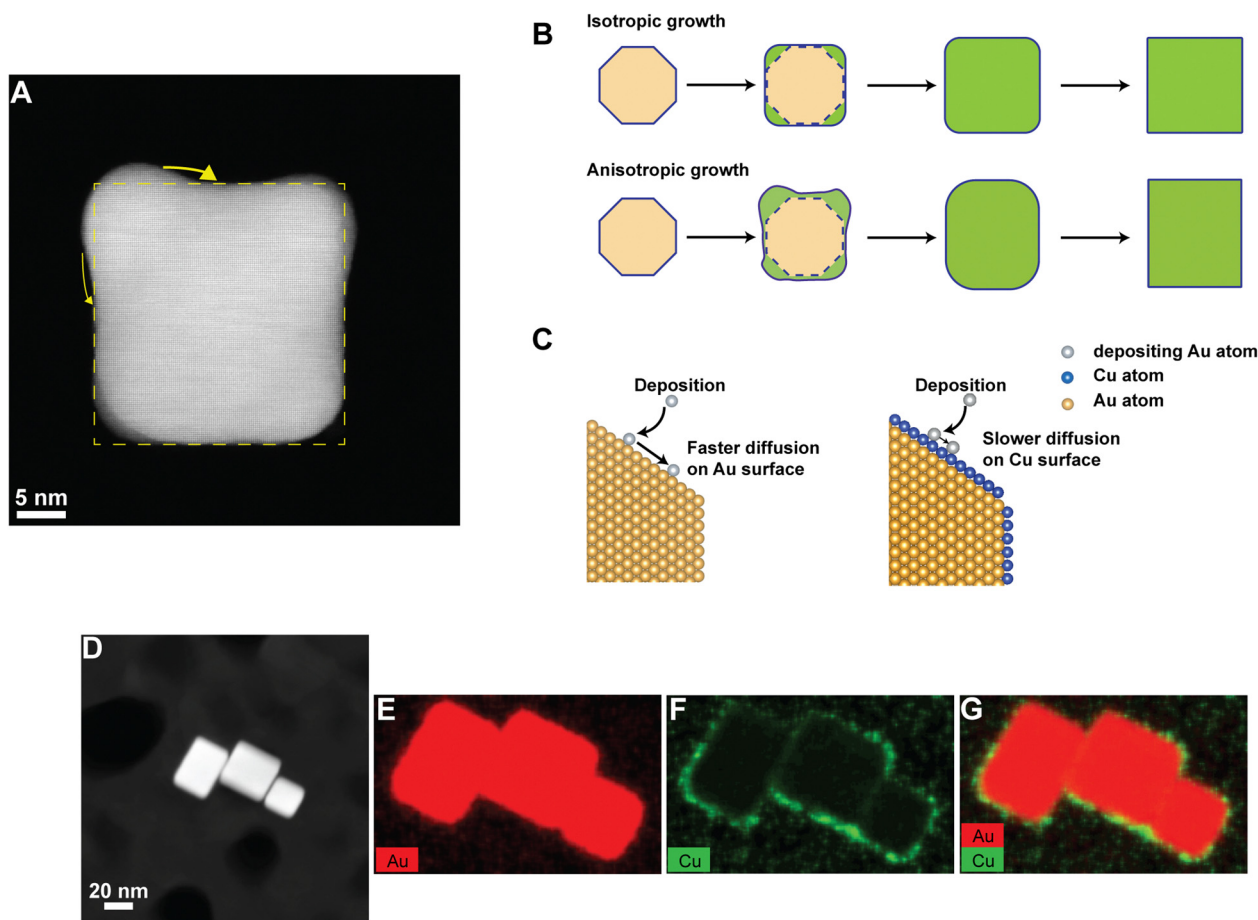 A
5 nm
B
Isotropic growth
Anisotropic growth
C
Deposition
Faster diffusion
on Au surface
Deposition
Slower diffusion
on Cu surface
depositing Au atom
Cu atom
Au atom
D
20 nm
E
Au
F
Cu
G
Au
Cu